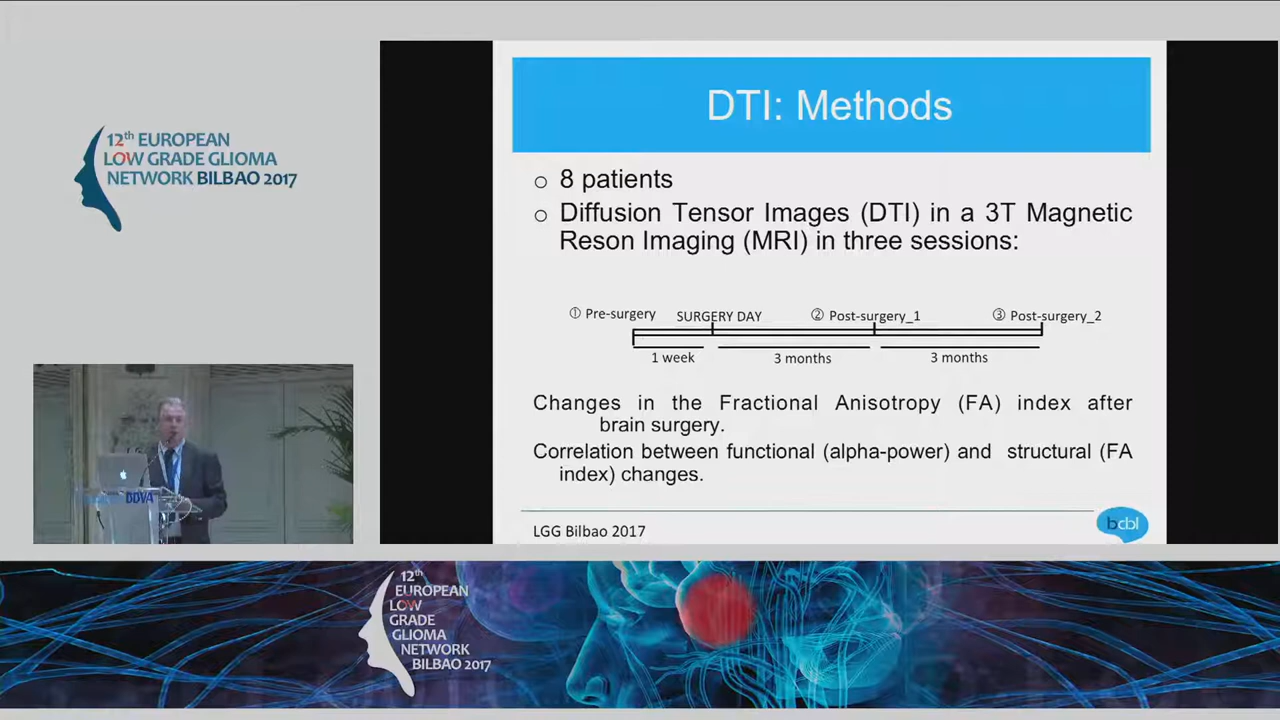 12th EUROPEAN
LOW GRADE GLIOMA
NETWORK BILBAO 2017
DTI: Methods
8 patients
Diffusion Tensor Images (DTI) in a 3T Magnetic
Reson Imaging (MRI) in three sessions:
① Pre-surgery SURGERY DAY ② Post-surgery_1 ③ Post-surgery_2
1 week 3 months 3 months
Changes in the Fractional Anisotropy (FA) index after
brain surgery.
Correlation between functional (alpha-power) and structural (FA
index) changes.
LGG Bilbao 2017
bcbl
BBVA
12th
EUROPEAN
LOW
GRADE
GLIOMA
NETWORK
BILBAO 2017